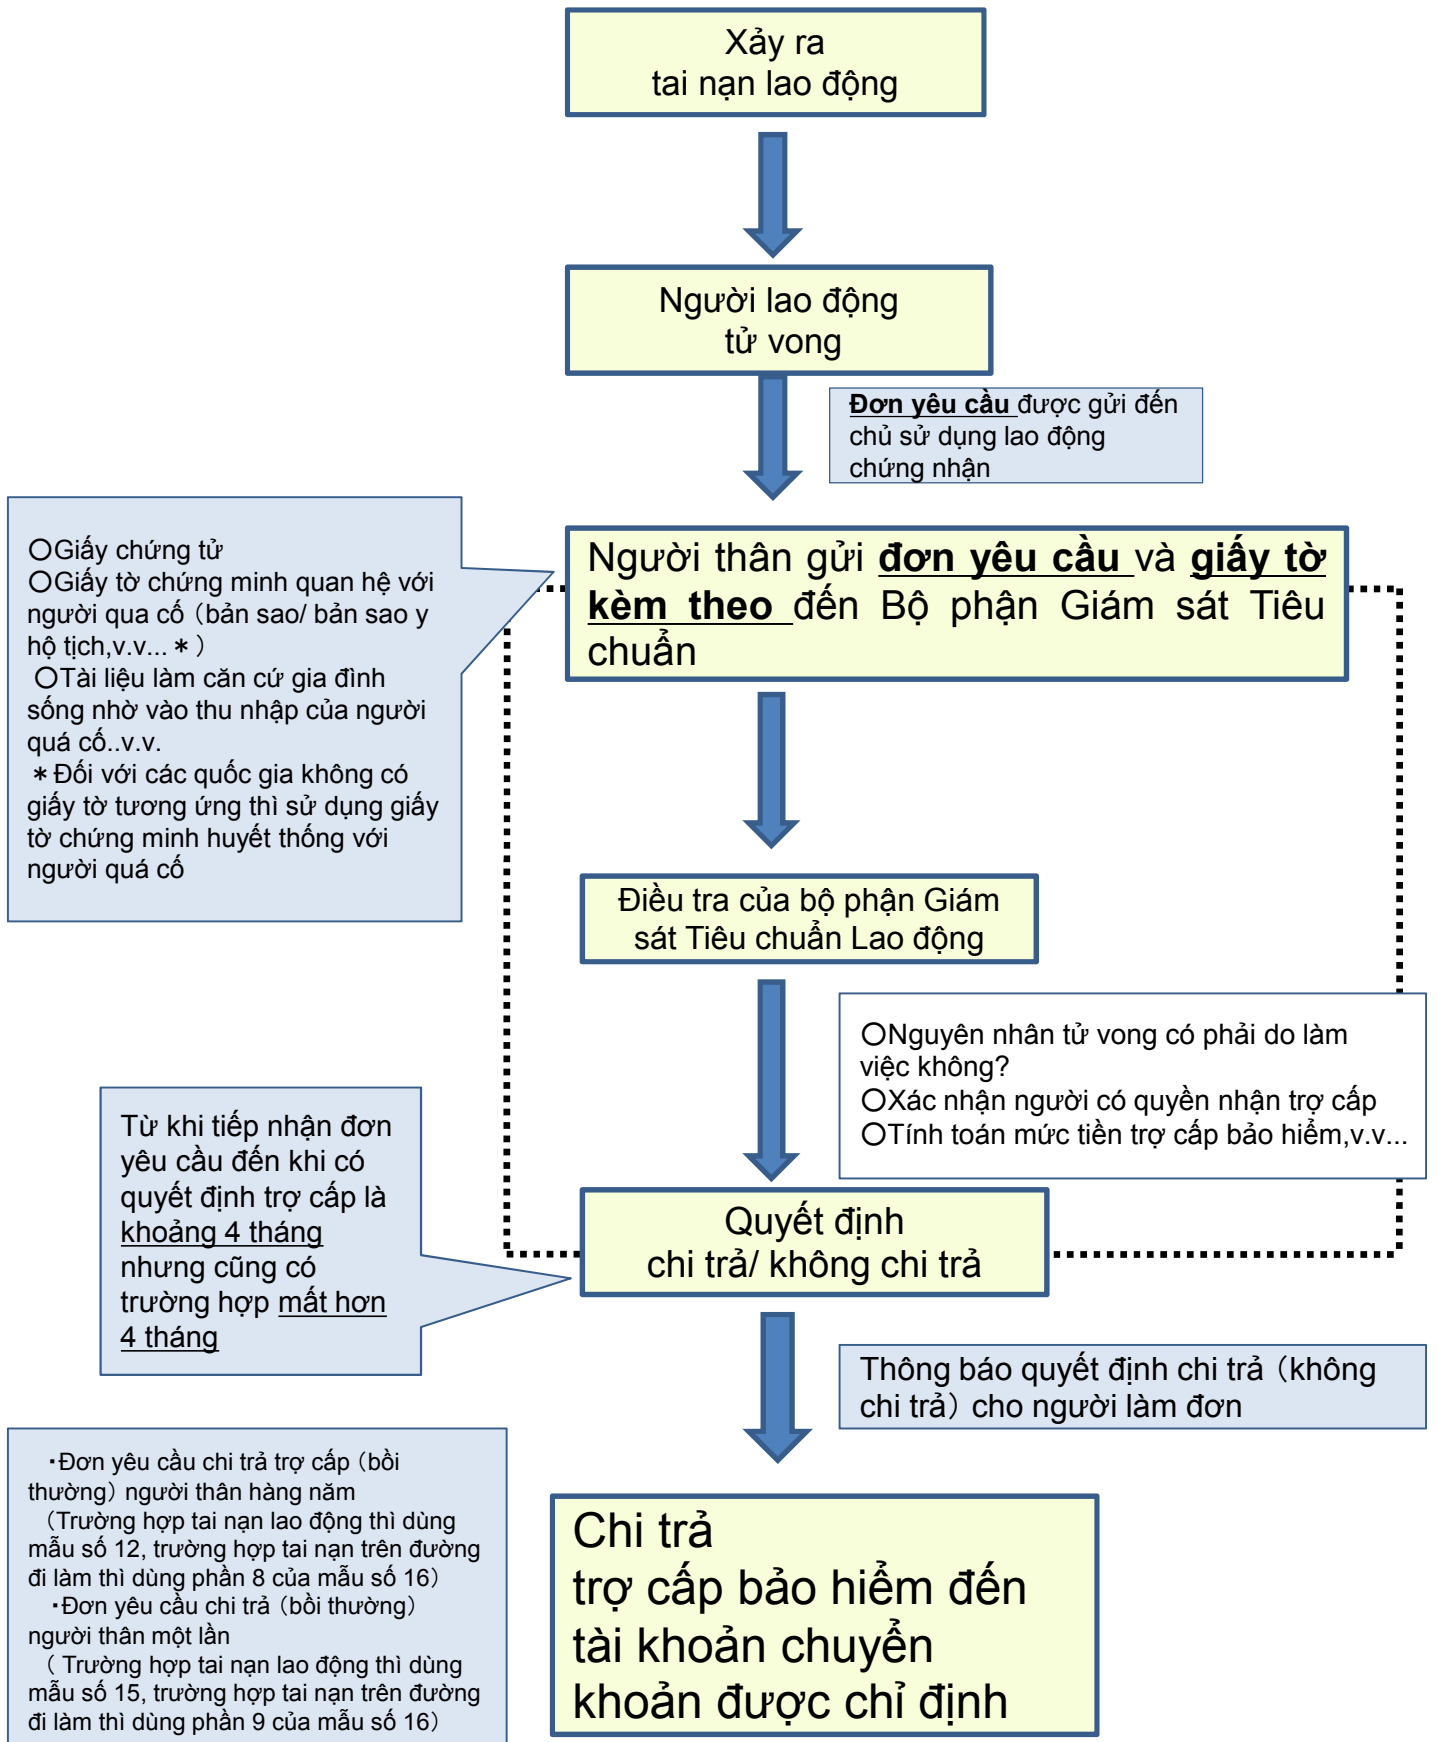 Xảy ra
tai nạn lao động
Người lao động
tử vong
Đơn yêu cầu được gửi đến
chủ sử dụng lao động
chứng nhận
○Giấy chứng tử
○Giấy tờ chứng minh quan hệ với
người qua cố（bản sao/ bản sao y
hộ tịch,v.v...＊）
○Tài liệu làm căn cứ gia đình
sống nhờ vào thu nhập của người
quá cố..v.v.
＊Đối với các quốc gia không có
giấy tờ tương ứng thì sử dụng giấy
tờ chứng minh huyết thống với
người quá cố
Người thân gửi đơn yêu cầu và giấy tờ
kèm theo đến Bộ phận Giám sát Tiêu
chuẩn
Điều tra của bộ phận Giám
sát Tiêu chuẩn Lao động
○Nguyên nhân tử vong có phải do làm
việc không?
○Xác nhận người có quyền nhận trợ cấp
○Tính toán mức tiền trợ cấp bảo hiểm,v.v...
Từ khi tiếp nhận đơn
yêu cầu đến khi có
quyết định trợ cấp là
khoảng 4 tháng
nhưng cũng có
trường hợp mất hơn
4 tháng
Quyết định
chi trả/ không chi trả
Thông báo quyết định chi trả（không
chi trả）cho người làm đơn
・Đơn yêu cầu chi trả trợ cấp（bồi
thường）người thân hàng năm
（Trường hợp tai nạn lao động thì dùng
mẫu số 12, trường hợp tai nạn trên đường
đi làm thì dùng phần 8 của mẫu số 16）
・Đơn yêu cầu chi trả（bồi thường）
người thân một lần
（ Trường hợp tai nạn lao động thì dùng
mẫu số 15, trường hợp tai nạn trên đường
đi làm thì dùng phần 9 của mẫu số 16）
Chi trả
trợ cấp bảo hiểm đến
tài khoản chuyển
khoản được chỉ định